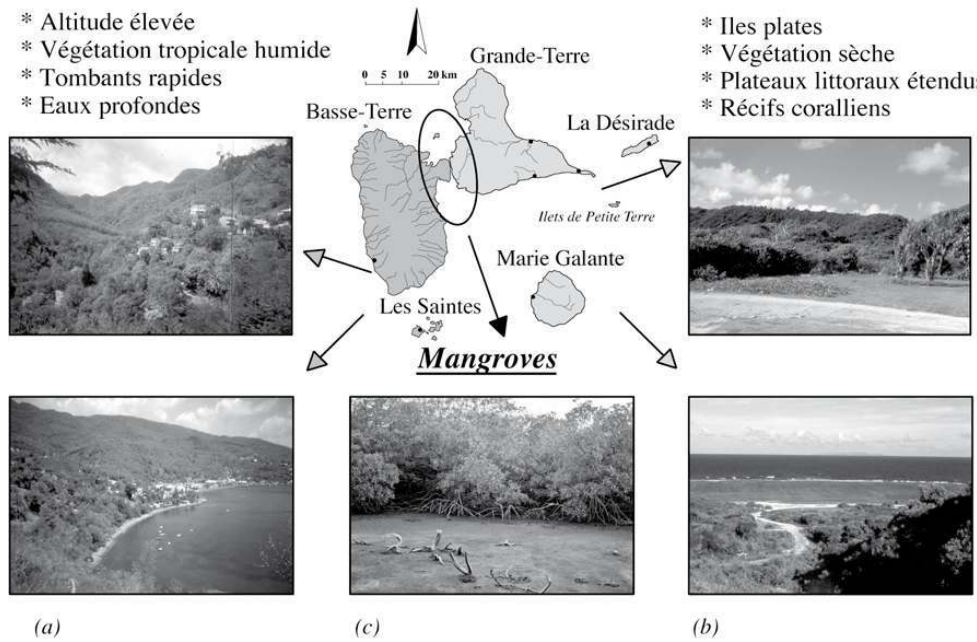 * Altitude élevée
* Végétation tropicale humide
* Tombants rapides
* Eaux profondes
* Iles plates
* Végétation sèche
* Plateaux littoraux étendus
* Récifs coralliens
0 5 10 20 km
Grande-Terre
Basse-Terre
La Désirade
Ilets de Petite Terre
Marie Galante
Les Saintes
Mangroves
(a)
(c)
(b)